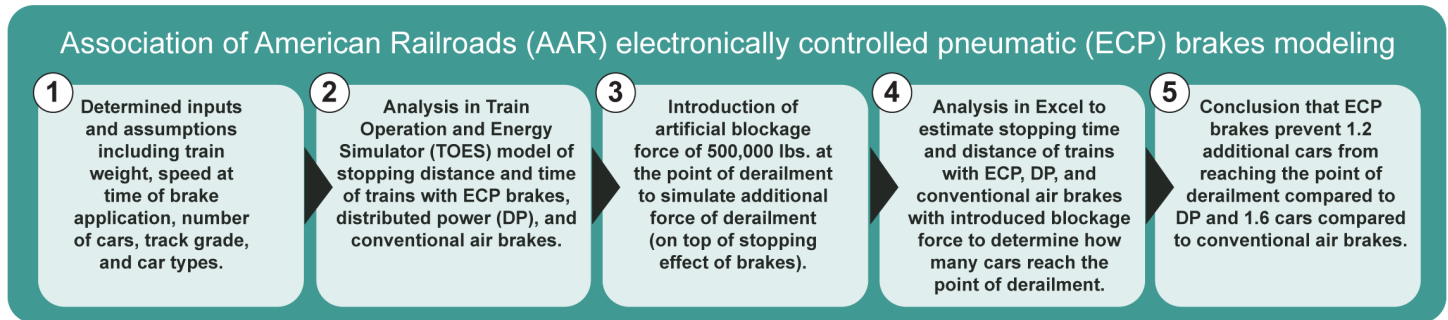 Association of American Railroads (AAR) electronically controlled pneumatic (ECP) brakes modeling
1
Determined inputs
and assumptions
including train
weight, speed at
time of brake
application, number
of cars, track grade,
and car types.
2
Analysis in Train
Operation and Energy
Simulator (TOES) model of
stopping distance and time
of trains with ECP brakes,
distributed power (DP), and
conventional air brakes.
3
Introduction of
artificial blockage
force of 500,000 lbs. at
the point of derailment
to simulate additional
force of derailment
(on top of stopping
effect of brakes).
4
Analysis in Excel to
estimate stopping time
and distance of trains
with ECP, DP, and
conventional air brakes
with introduced blockage
force to determine how
many cars reach the
point of derailment.
5
Conclusion that ECP
brakes prevent 1.2
additional cars from
reaching the point of
derailment compared to
DP and 1.6 cars compared
to conventional air brakes.